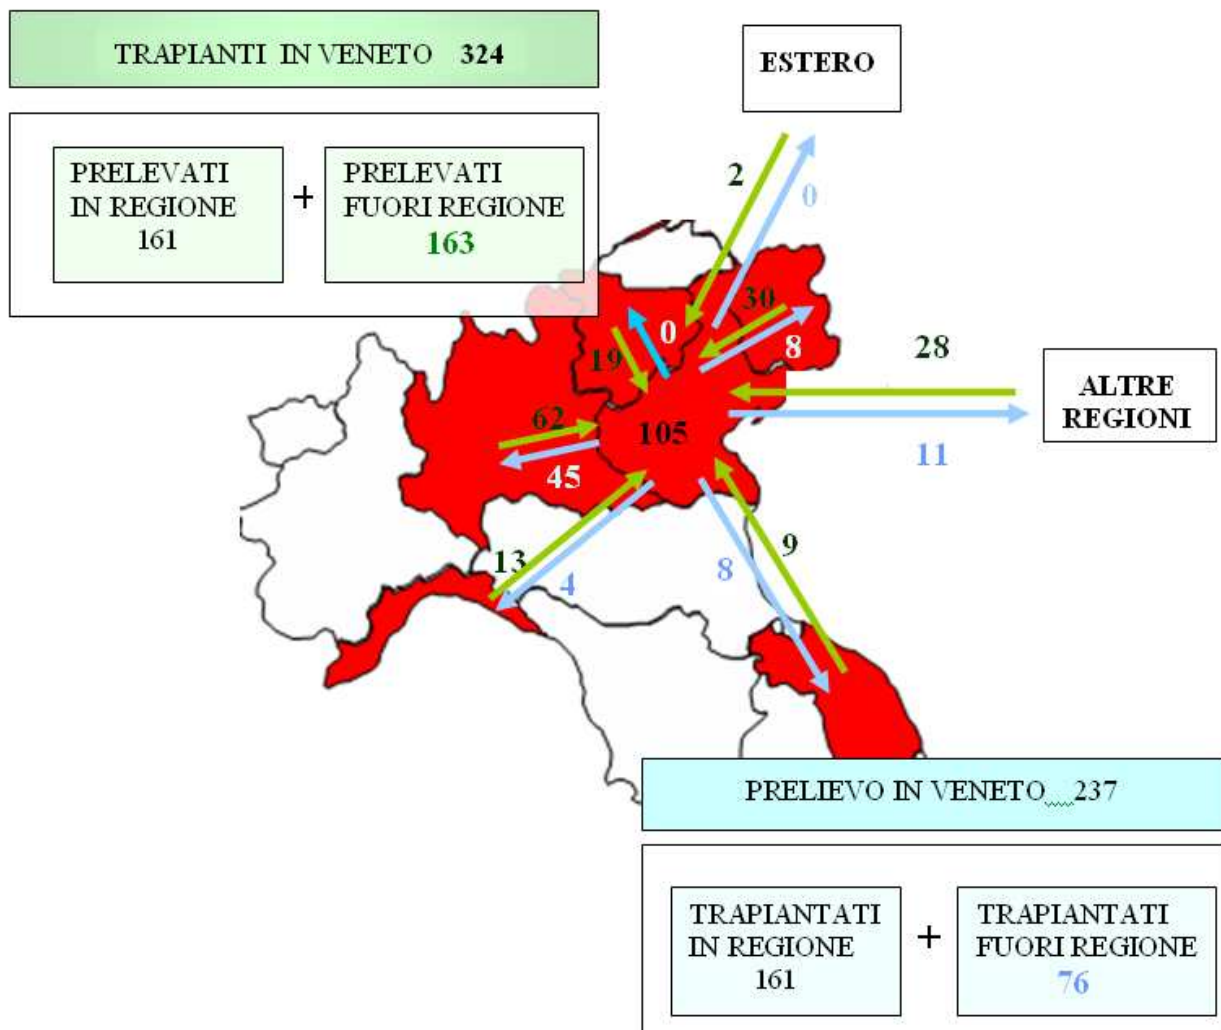 TRAPIANTI IN VENETO 324
ESTERO
PRELEVATI
IN REGIONE
161
+
PRELEVATI
FUORI REGIONE
163
2
0
30
0
8
19
28
ALTRE
REGIONI
62
105
45
11
13
4
8
9
PRELIEVO IN VENETO 237
TRAPIANTATI
IN REGIONE
161
+
TRAPIANTATI
FUORI REGIONE
76